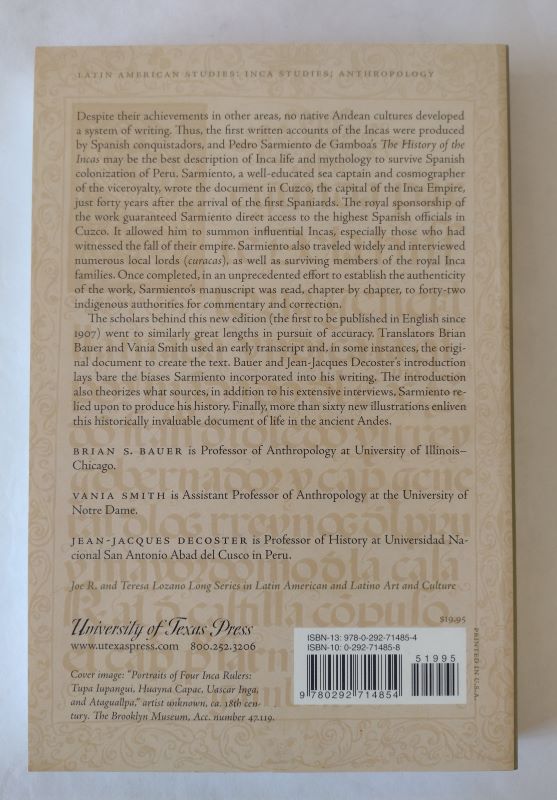 LATIN AMERICAN STUDIES; INCA STUDIES; ANTHROPOLOGY
Despite their achievements in other areas, no native Andean cultures developed
a system of writing. Thus, the first written accounts of the Incas were produced
by Spanish conquistadors, and Pedro Sarmiento de Gamboa's The History of the
Incas may be the best description of Inca life and mythology to survive Spanish
colonization of Peru. Sarmiento, a well-educated sea captain and cosmographer
of the viceroyalty, wrote the document in Cuzco, the capital of the Inca Empire,
just forty years after the arrival of the first Spaniards. The royal sponsorship
of the work guaranteed Sarmiento direct access to the highest Spanish officials in
Cuzco. It allowed him to summon influential Incas, especially those who had
witnessed the fall of their empire. Sarmiento also traveled widely and interviewed
numerous local lords (curacas), as well as surviving members of the royal Inca
families. Once completed, in an unprecedented effort to establish the authenticity
of the work, Sarmiento's manuscript was read, chapter by chapter, to forty-two
indigenous authorities for commentary and correction.
The scholars behind this new edition (the first to be published in English since
1907) went to similarly great lengths in pursuit of accuracy. Translators Brian
Bauer and Vania Smith used an early transcript and, in some instances, the origi-
nal document to create the text. Bauer and Jean-Jacques Decoster's introduction
lays bare the biases Sarmiento incorporated into his writing. The introduction
also theorizes what sources, in addition to his extensive interviews, Sarmiento re-
lied upon to produce his history. Finally, more than sixty new illustrations enliven
this historically invaluable document of life in the ancient Andes.
BRIAN S. BAUER is Professor of Anthropology at University of Illinois–
Chicago.
VANIA SMITH is Assistant Professor of Anthropology at the University of
Notre Dame.
JEAN-JACQUES DECOSTER is Professor of History at Universidad Na-
cional San Antonio Abad del Cusco in Peru.
Joe R. and Teresa Lozano Long Series in Latin American and Latino Art and Culture
$19.95
University of Texas Press
www.utexaspress.com 800.252.3206
ISBN-13: 978-0-292-71485-4
ISBN-10: 0-292-71485-8
51995
9 780292 714854
PRINTED IN U.S.A.
Cover image: "Portraits of Four Inca Rulers:
Tupa Iupangui, Huayna Capac, Uascar Inga,
and Ataguallpa," artist unknown, ca. 18th cen-
tury. The Brooklyn Museum, Acc. number 47.119.